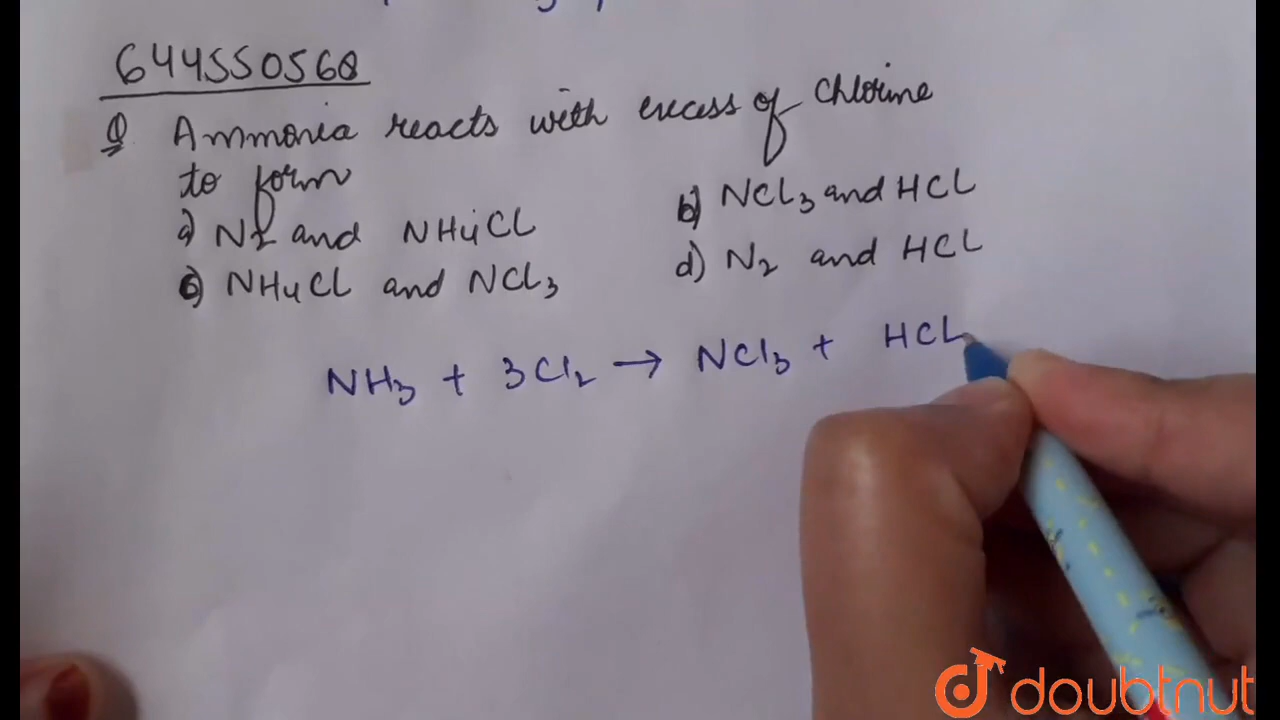 644550568
Q Ammonia reacts with excess of Chlorine
to form
a) N2 and NH4Cl
b) NCl3 and HCl
c) NH4Cl and NCl3
d) N2 and HCl
NH3 + 3Cl2 → NCl3 + HCl
doubtnut